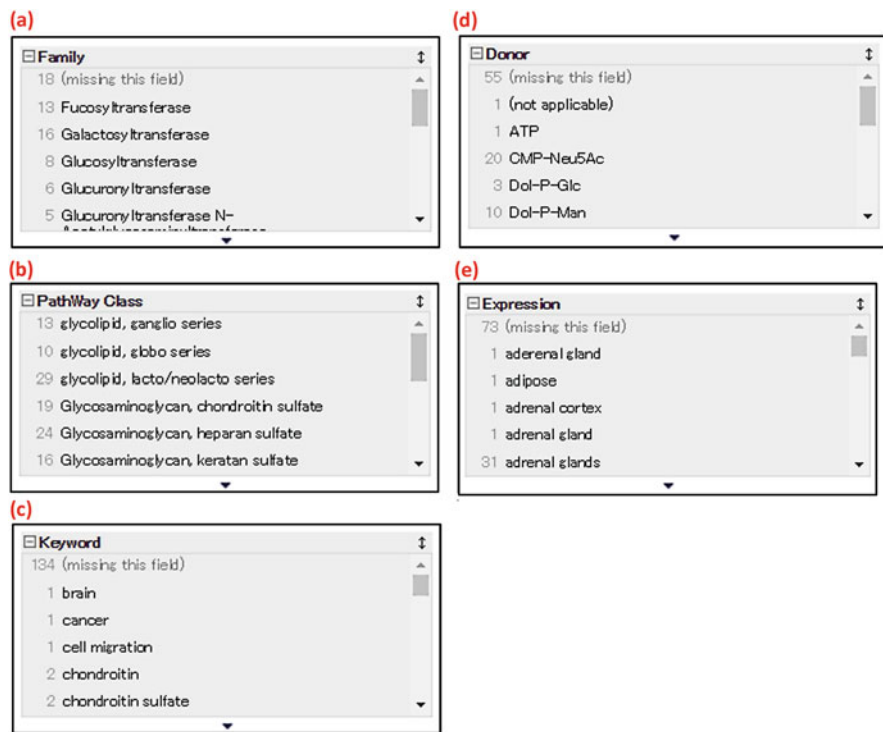 (a)
Family
18 (missing this field)
13 Fucosyltransferase
16 Galactosyltransferase
8 Glucosyltransferase
6 Glucuronyltransferase
5 Glucuronyltransferase N-
(b)
PathWay Class
13 glycolipid, ganglio series
10 glycolipid, globo series
29 glycolipid, lacto/neolacto series
19 Glycosaminoglycan, chondroitin sulfate
24 Glycosaminoglycan, heparan sulfate
16 Glycosaminoglycan, keratan sulfate
(c)
Keyword
134 (missing this field)
1 brain
1 cancer
1 cell migration
2 chondroitin
2 chondroitin sulfate
(d)
Donor
55 (missing this field)
1 (not applicable)
1 ATP
20 CMP-Neu5Ac
3 Dol-P-Glc
10 Dol-P-Man
(e)
Expression
73 (missing this field)
1 aderenal gland
1 adipose
1 adrenal cortex
1 adrenal gland
31 adrenal glands